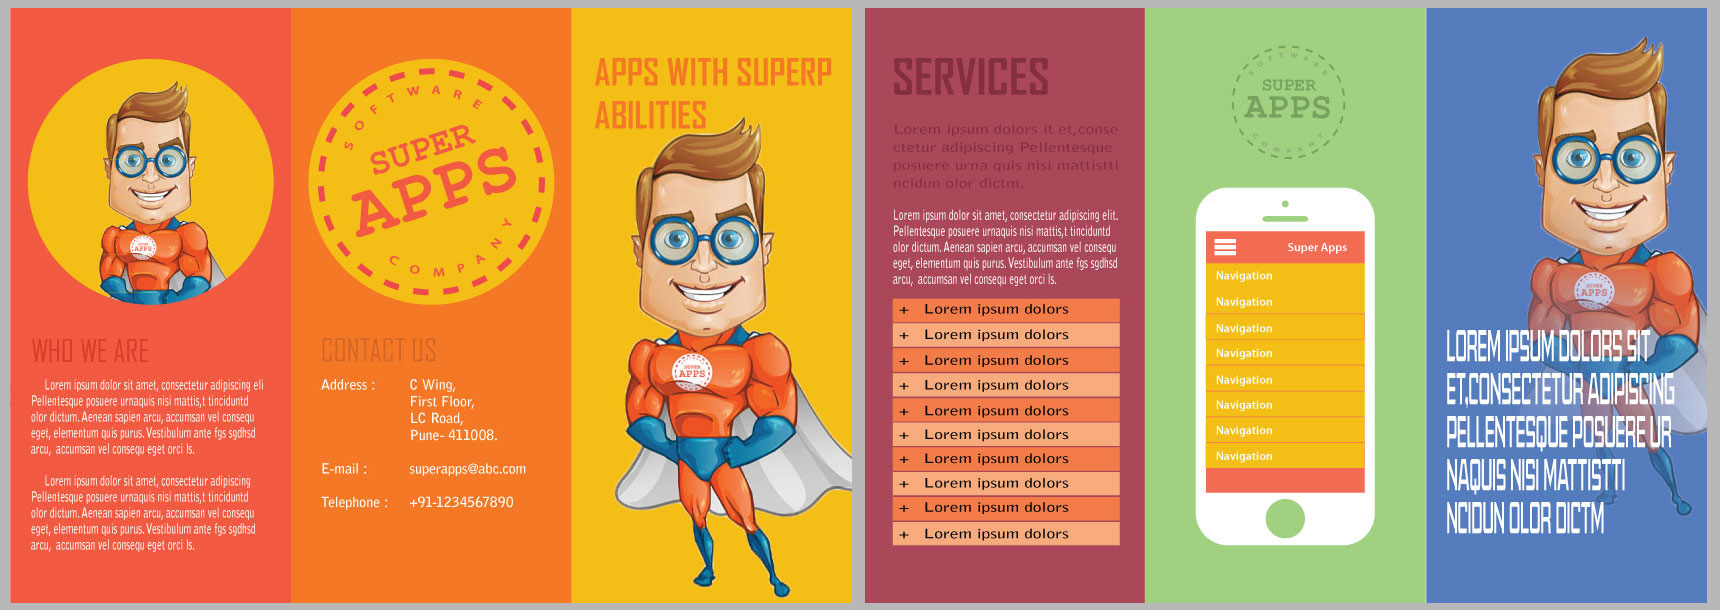 WHO WE ARE
Lorem ipsum dolor sit amet, consectetur adipiscing eli
Pellentesque posuere urnaquis nisi mattis,t tinciduntd
olor dictum. Aenean sapien arcu, accumsan vel consequ
eget, elementum quis purus. Vestibulum ante fgs sgdhsd
arcu, accumsan vel consequ eget orci ls.
Lorem ipsum dolor sit amet, consectetur adipiscing
Pellentesque posuere urnaquis nisi mattis,t tinciduntd
olor dictum. Aenean sapien arcu, accumsan vel consequ
eget, elementum quis purus. Vestibulum ante fgs sgdhsd
arcu, accumsan vel consequ eget orci ls.
SUPER
APPS
SOFTWARE
SUPER
APPS
COMPANY
CONTACT US
Address : C Wing,
First Floor,
LC Road,
Pune- 411008.
E-mail : superapps@abc.com
Telephone : +91-1234567890
APPS WITH SUPERP
ABILITIES
SUPER
APPS
SERVICES
Lorem ipsum dolors it et,conse
ctetur adipiscing Pellentesque
posuere urna quis nisi mattistti
ncidun olor dictm.
Lorem ipsum dolor sit amet, consectetur adipiscing elit.
Pellentesque posuere urnaquis nisi mattis,t tinciduntd
olor dictum. Aenean sapien arcu, accumsan vel consequ
eget, elementum quis purus. Vestibulum ante fgs sgdhsd
arcu, accumsan vel consequ eget orci ls.
+ Lorem ipsum dolors
+ Lorem ipsum dolors
+ Lorem ipsum dolors
+ Lorem ipsum dolors
+ Lorem ipsum dolors
+ Lorem ipsum dolors
+ Lorem ipsum dolors
+ Lorem ipsum dolors
+ Lorem ipsum dolors
+ Lorem ipsum dolors
SOFTWARE
SUPER
APPS
COMPANY
Super Apps
Navigation
Navigation
Navigation
Navigation
Navigation
Navigation
Navigation
Navigation
SUPER
APPS
LOREM IPSUM DOLORS SIT
ET,CONSECTETUR ADIPISCING
PELLENTESQUE POSUERE UR
NAQUIS NISI MATTISTTI
NCIDUN OLOR DICTM